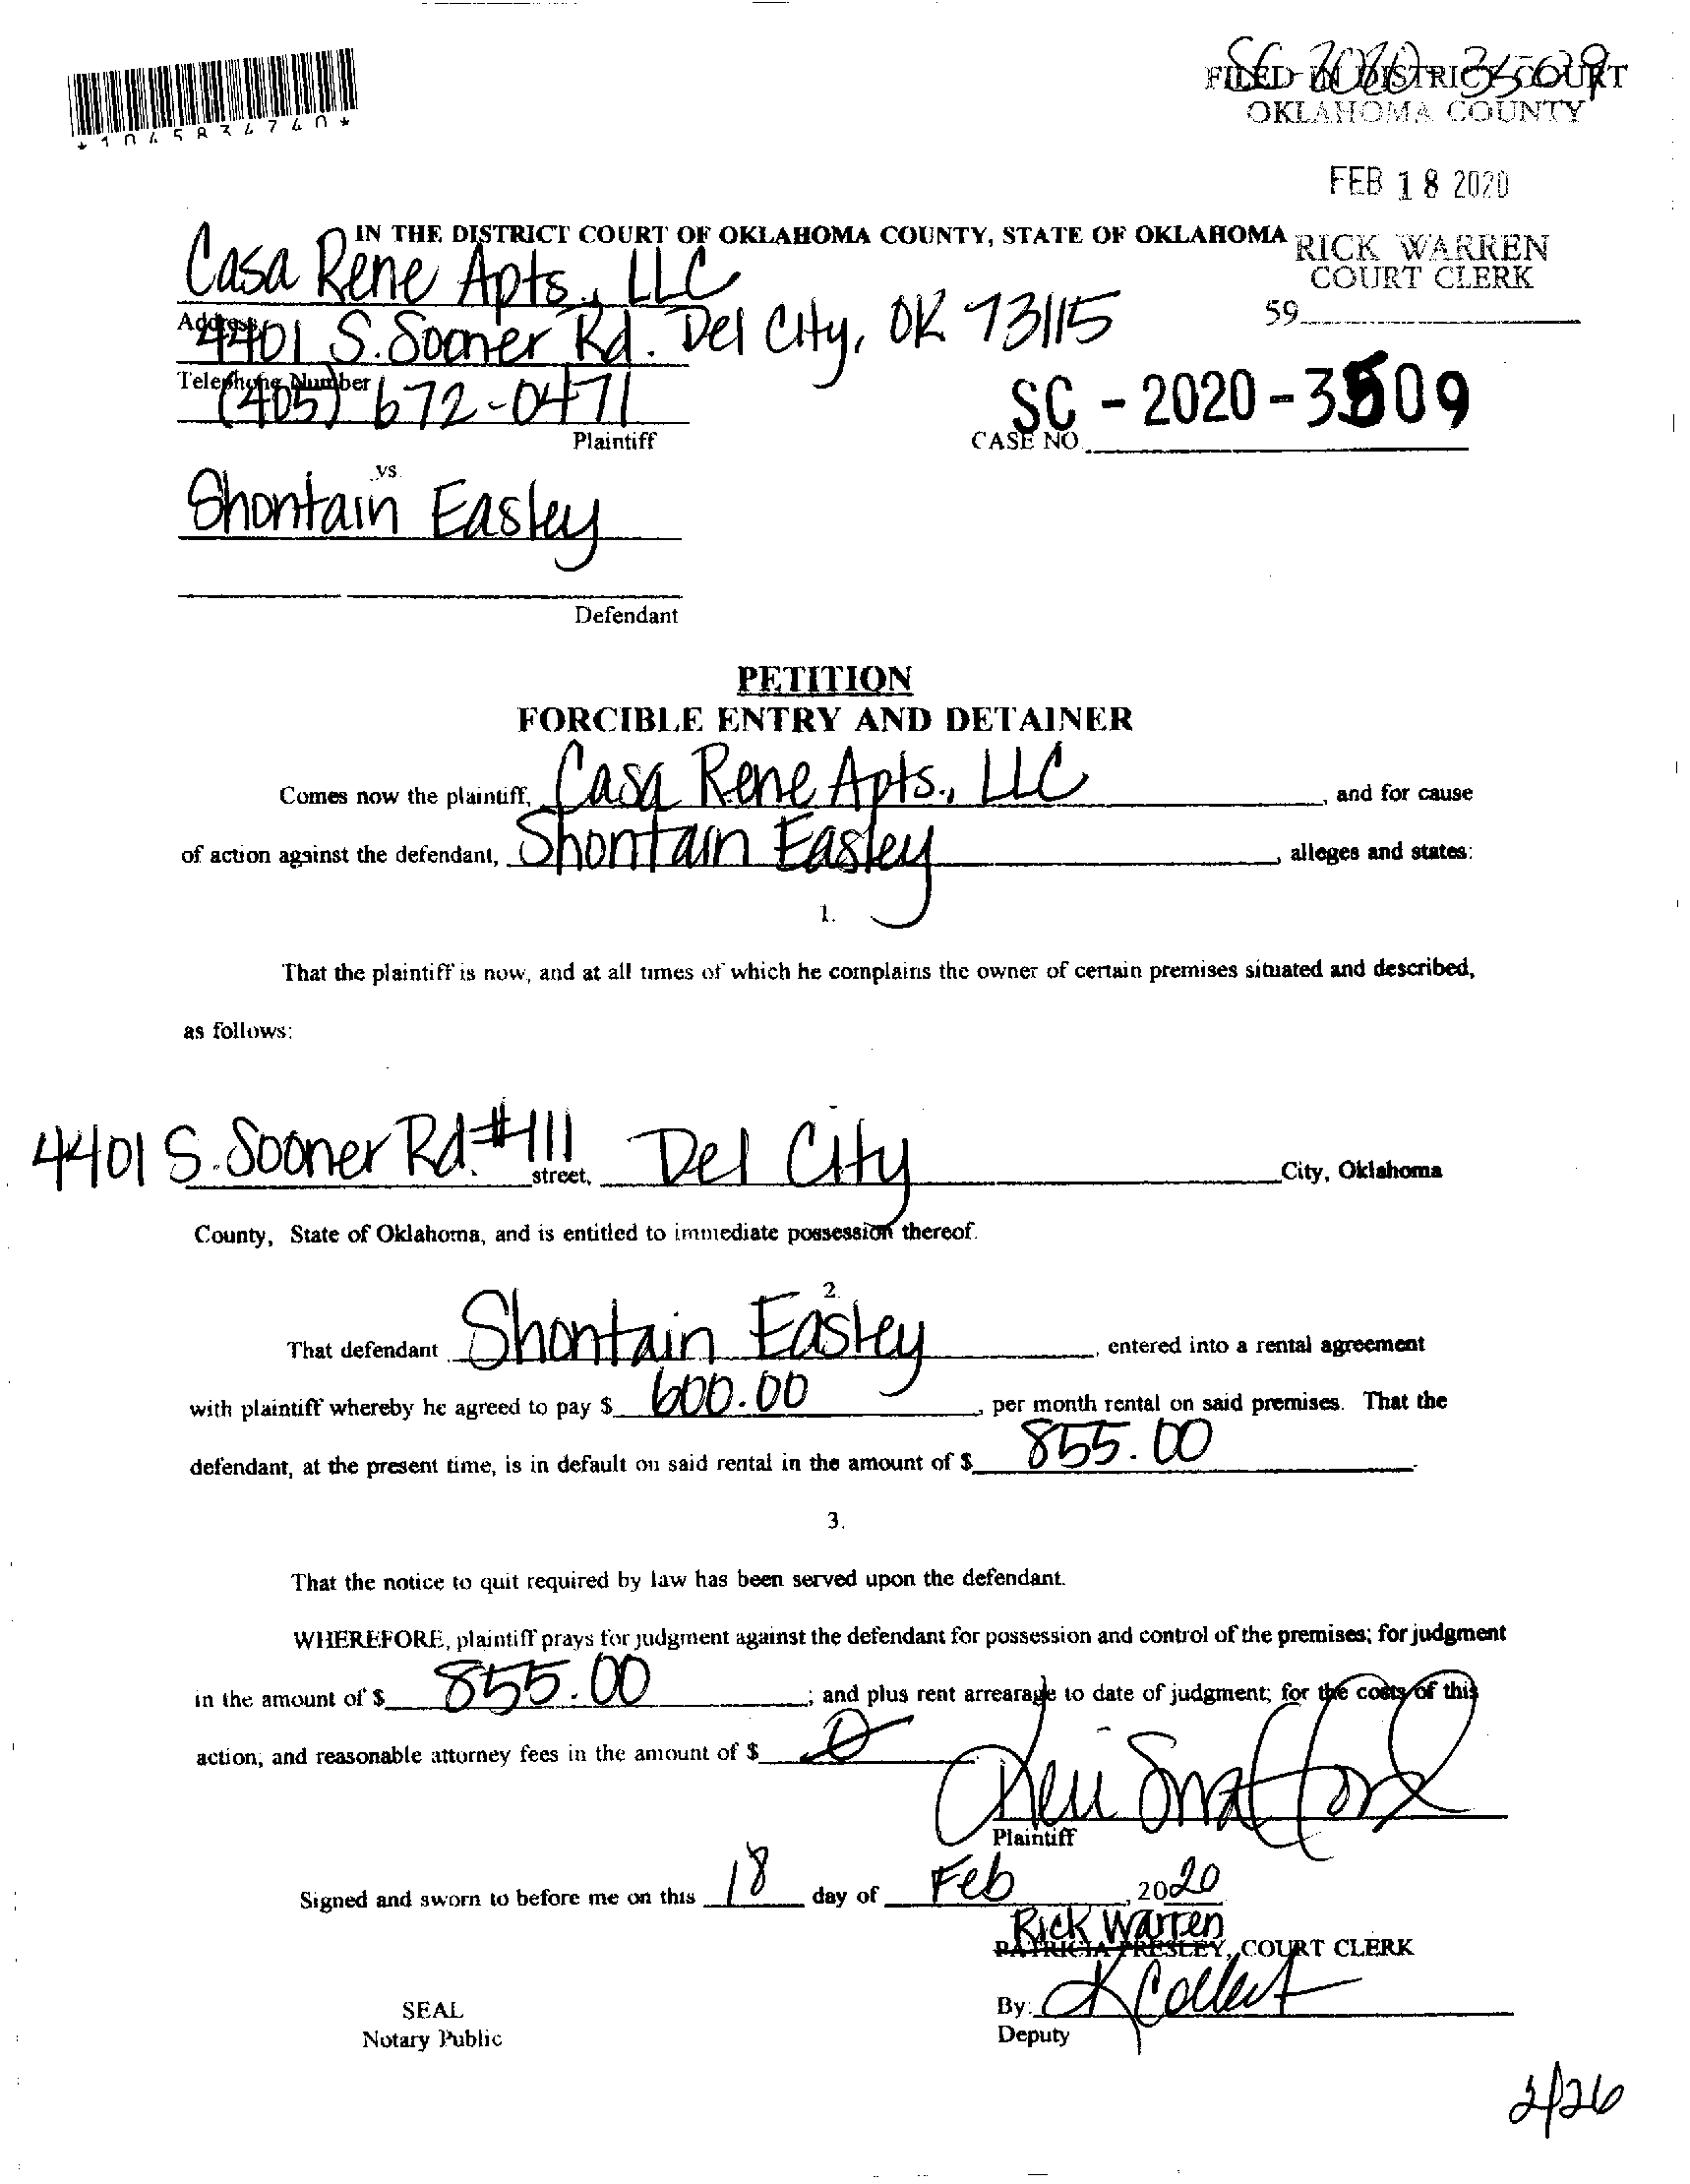 *1045834740*
FILED IN DISTRICT COURT
OKLAHOMA COUNTY
FEB 18 2020
IN THE DISTRICT COURT OF OKLAHOMA COUNTY, STATE OF OKLAHOMA
RICK WARREN
COURT CLERK
59
Casa Rene Apts., LLC
Address
4401 S. Sooner Rd. Del City, OK 73115
Telephone Number
(405) 672-0471
Plaintiff
SC - 2020 - 3509
CASE NO.
vs.
Shontain Easley
Defendant
PETITION
FORCIBLE ENTRY AND DETAINER
Comes now the plaintiff, Casa Rene Apts., LLC, and for cause
of action against the defendant, Shontain Easley, alleges and states:
1.
That the plaintiff is now, and at all times of which he complains the owner of certain premises situated and described,
as follows:
4401 S. Sooner Rd. #111 street, Del City City, Oklahoma
County, State of Oklahoma, and is entitled to immediate possession thereof.
2.
That defendant Shontain Easley, entered into a rental agreement
with plaintiff whereby he agreed to pay $ 600.00, per month rental on said premises. That the
defendant, at the present time, is in default on said rental in the amount of $ 855.00.
3.
That the notice to quit required by law has been served upon the defendant.
WHEREFORE, plaintiff prays for judgment against the defendant for possession and control of the premises; for judgment
in the amount of $ 855.00; and plus rent arrearage to date of judgment; for the costs of this
action, and reasonable attorney fees in the amount of $
Plaintiff
Signed and sworn to before me on this 18 day of Feb, 2020
Rick Warren
PATRICIA PRESLEY, COURT CLERK
By:
Deputy
SEAL
Notary Public
2/26